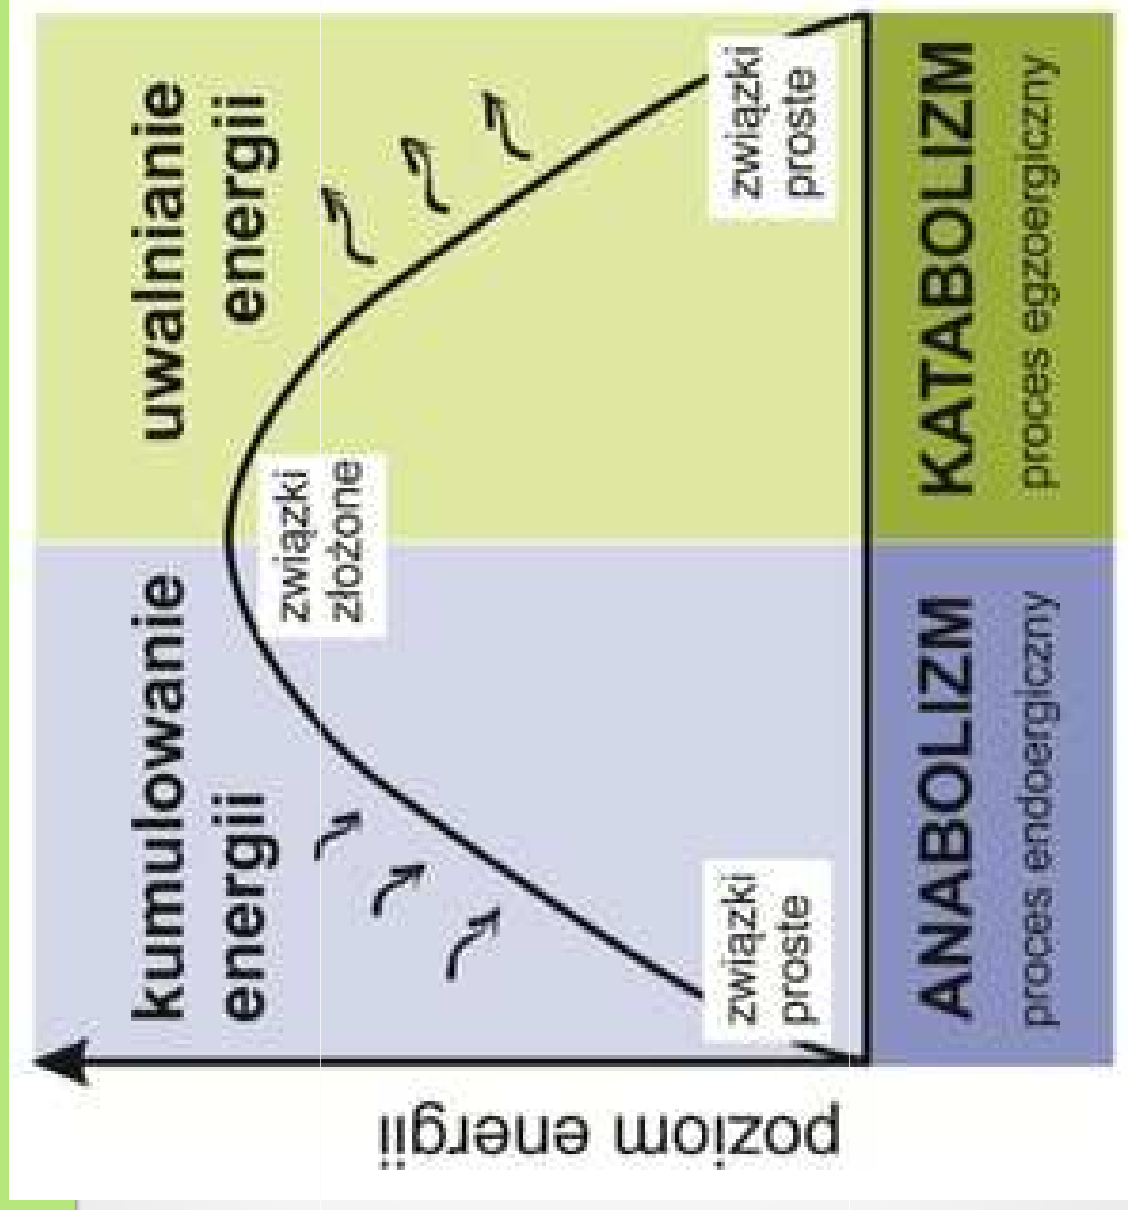 poziom energii
kumulowanie
energii
uwalnianie
energii
związki
złożone
związki
proste
związki
proste
ANABOLIZM
proces endoergiczny
KATABOLIZM
proces egzoergiczny